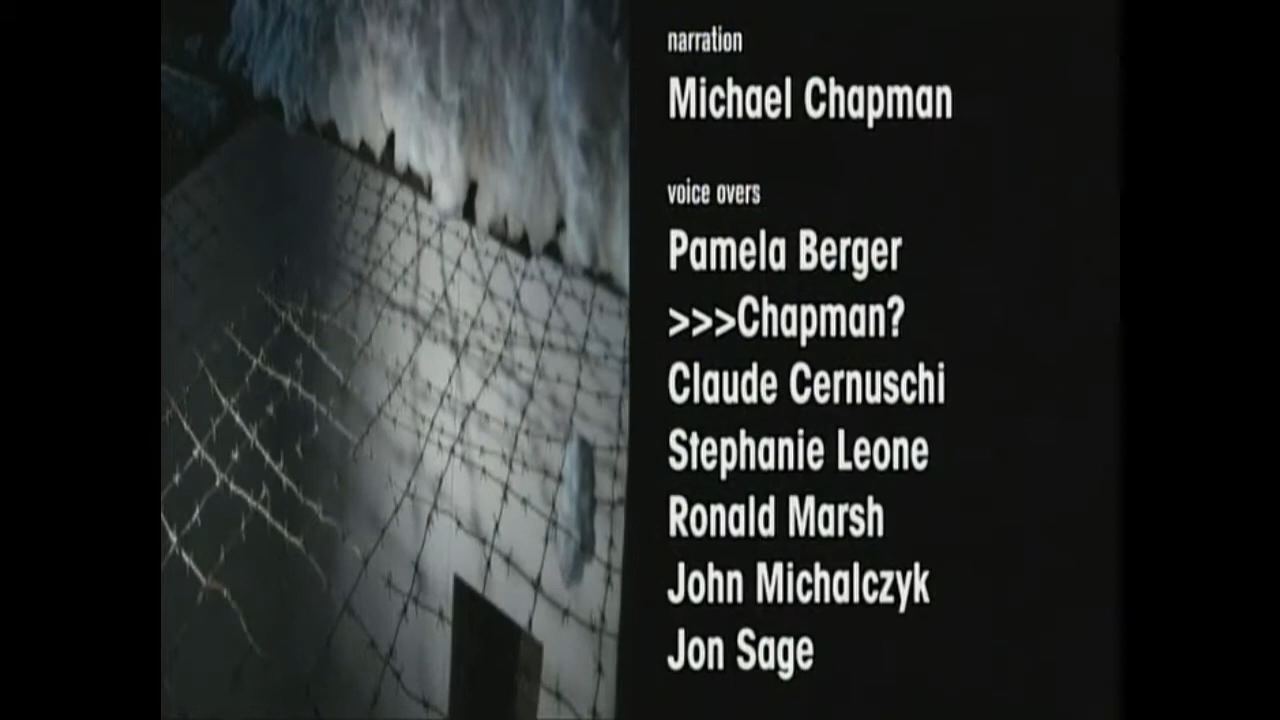 narration
Michael Chapman
voice overs
Pamela Berger
>>>Chapman?
Claude Cernuschi
Stephanie Leone
Ronald Marsh
John Michalczyk
Jon Sage